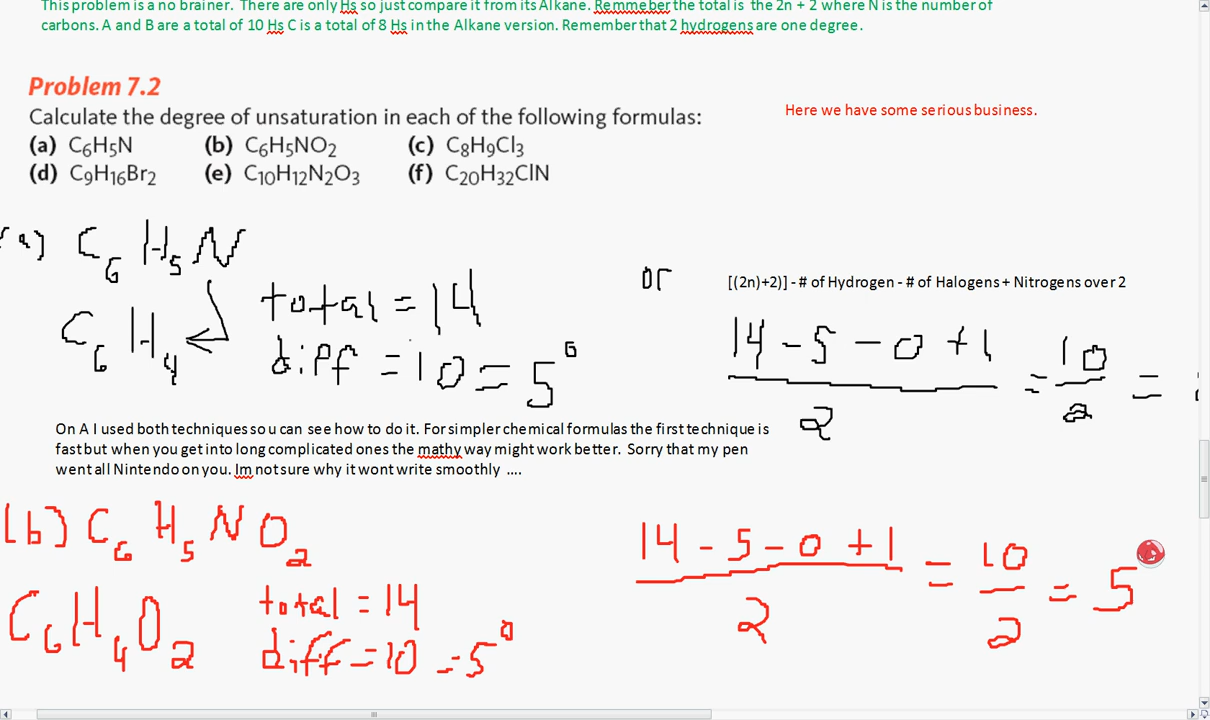 This problem is a no brainer. There are only Hs so just compare it from its Alkane. Remmeber the total is the 2n + 2 where N is the number of
carbons. A and B are a total of 10 Hs C is a total of 8 Hs in the Alkane version. Remember that 2 hydrogens are one degree.
Problem 7.2
Calculate the degree of unsaturation in each of the following formulas:
Here we have some serious business.
(a) C6H5N (b) C6H5NO2 (c) C8H9Cl3
(d) C9H16Br2 (e) C10H12N2O3 (f) C20H32ClN
(a) C6H5N
C6H4
total = 14
diff = 10 = 5°
or
[(2n)+2)] - # of Hydrogen - # of Halogens + Nitrogens over 2
14 - 5 - 0 + 1 / 2 = 10 / 2 =
On A I used both techniques so u can see how to do it. For simpler chemical formulas the first technique is
fast but when you get into long complicated ones the mathy way might work better. Sorry that my pen
went all Nintendo on you. Im not sure why it wont write smoothly ....
(b) C6H5NO2
C6H4O2
total = 14
diff = 10 = 5°
14 - 5 - 0 + 1 / 2 = 10 / 2 = 5